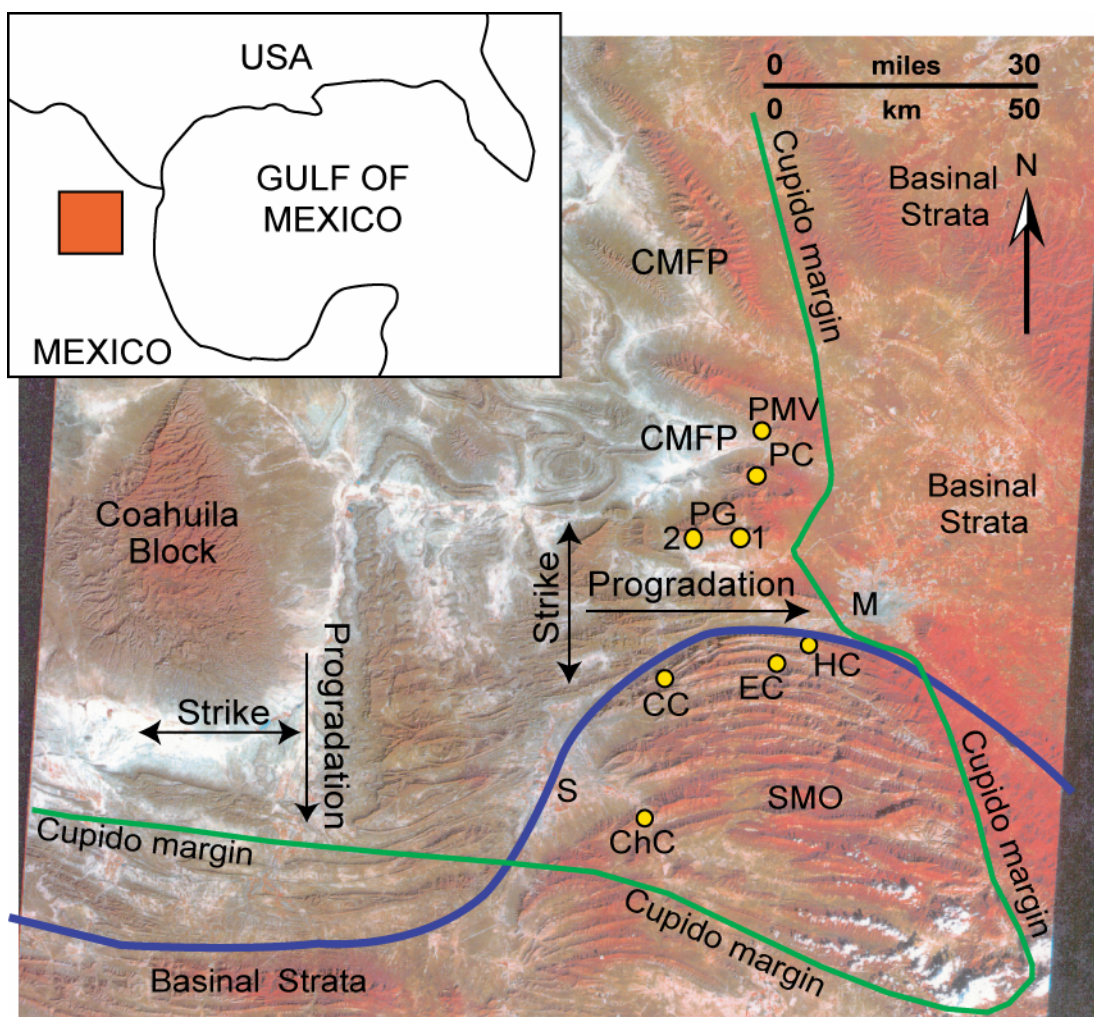 USA
GULF OF
MEXICO
MEXICO
0 miles 30
0 km 50
N
Cupido margin
Basinal
Strata
CMFP
PMV
CMFP
PC
Coahuila
Block
Basinal
Strata
PG
2
1
Strike
Progradation
M
Progradation
HC
EC
CC
Strike
S
SMO
Cupido margin
ChC
Cupido margin
Cupido margin
Basinal Strata